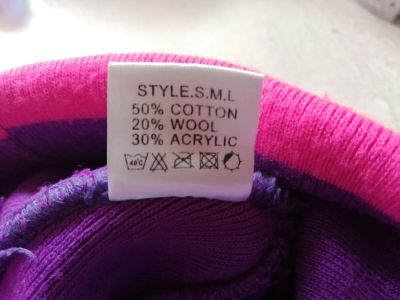 STYLE.S.M.L
50% COTTON
20% WOOL
30% ACRYLIC
40°C